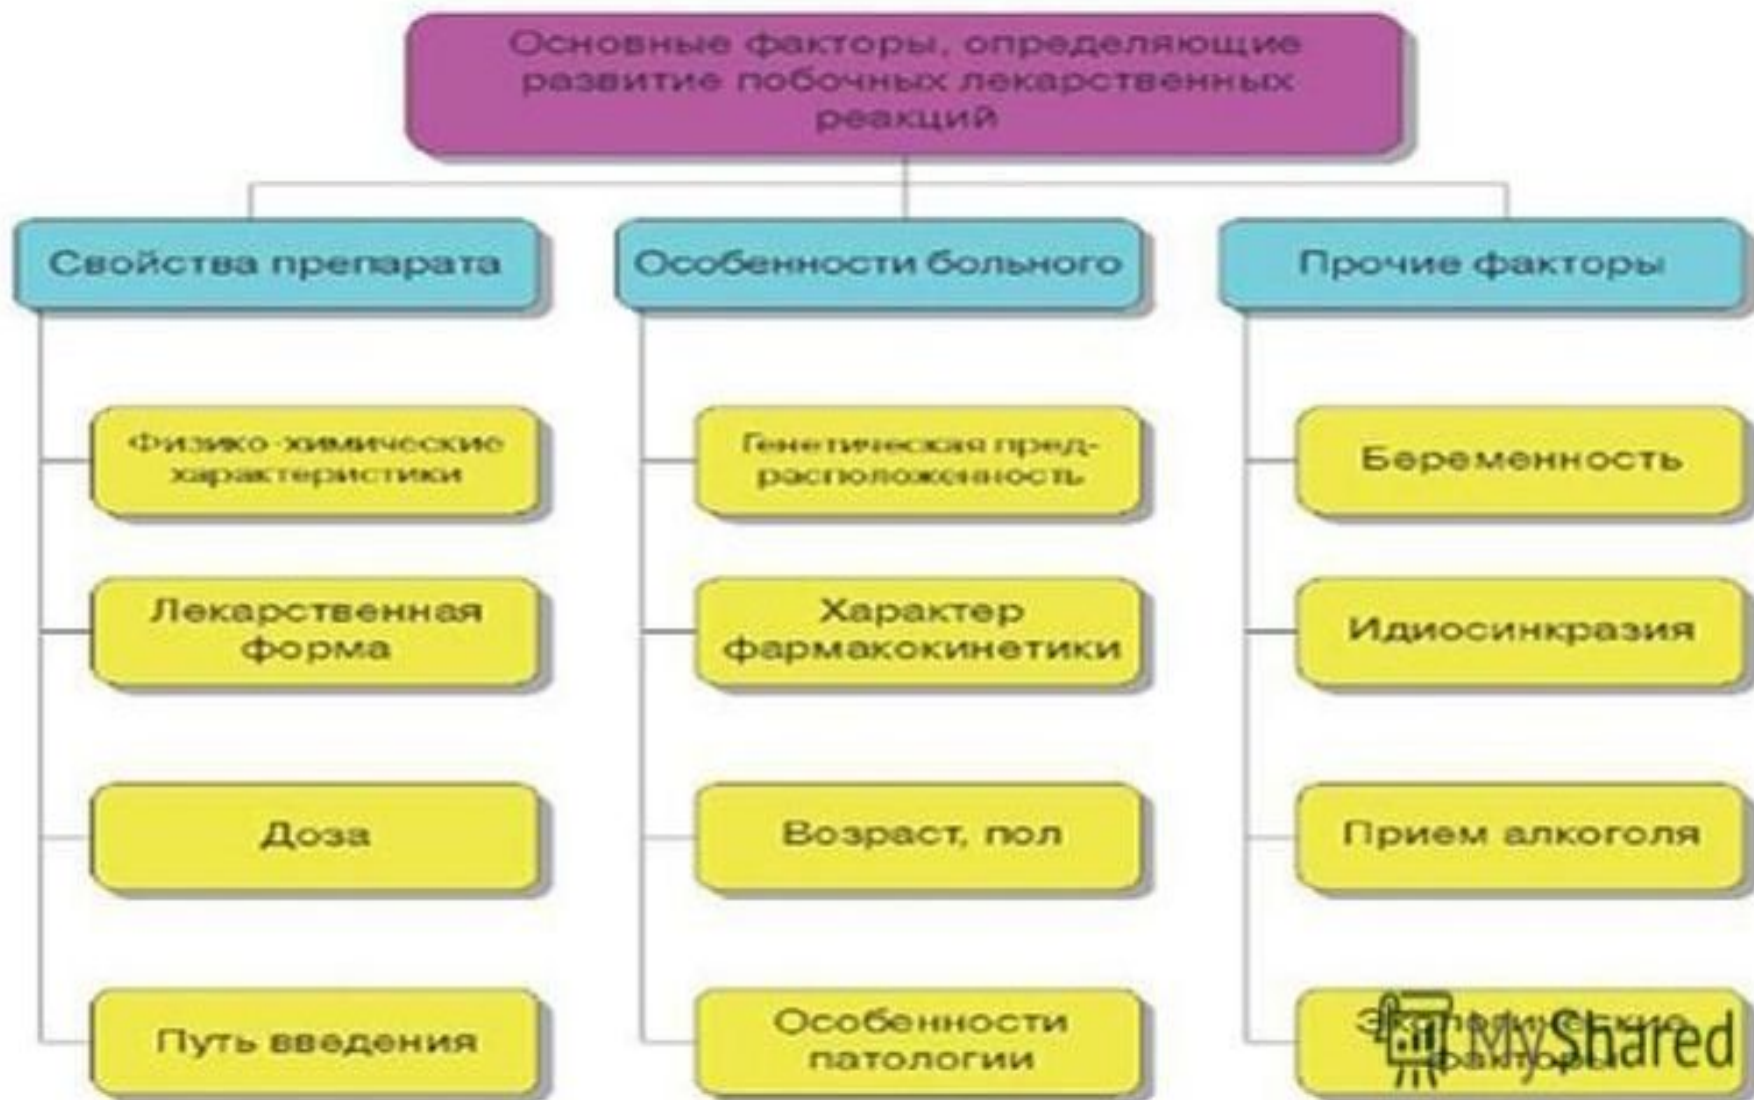 Основные факторы, определяющие
развитие побочных лекарственных
реакций
Свойства препарата
Особенности больного
Прочие факторы
Физико-химические
характеристики
Генетическая пред-
расположенность
Беременность
Лекарственная
форма
Характер
фармакокинетики
Идиосинкразия
Доза
Возраст, пол
Прием алкоголя
Путь введения
Особенности
патологии
факторы
MyShared